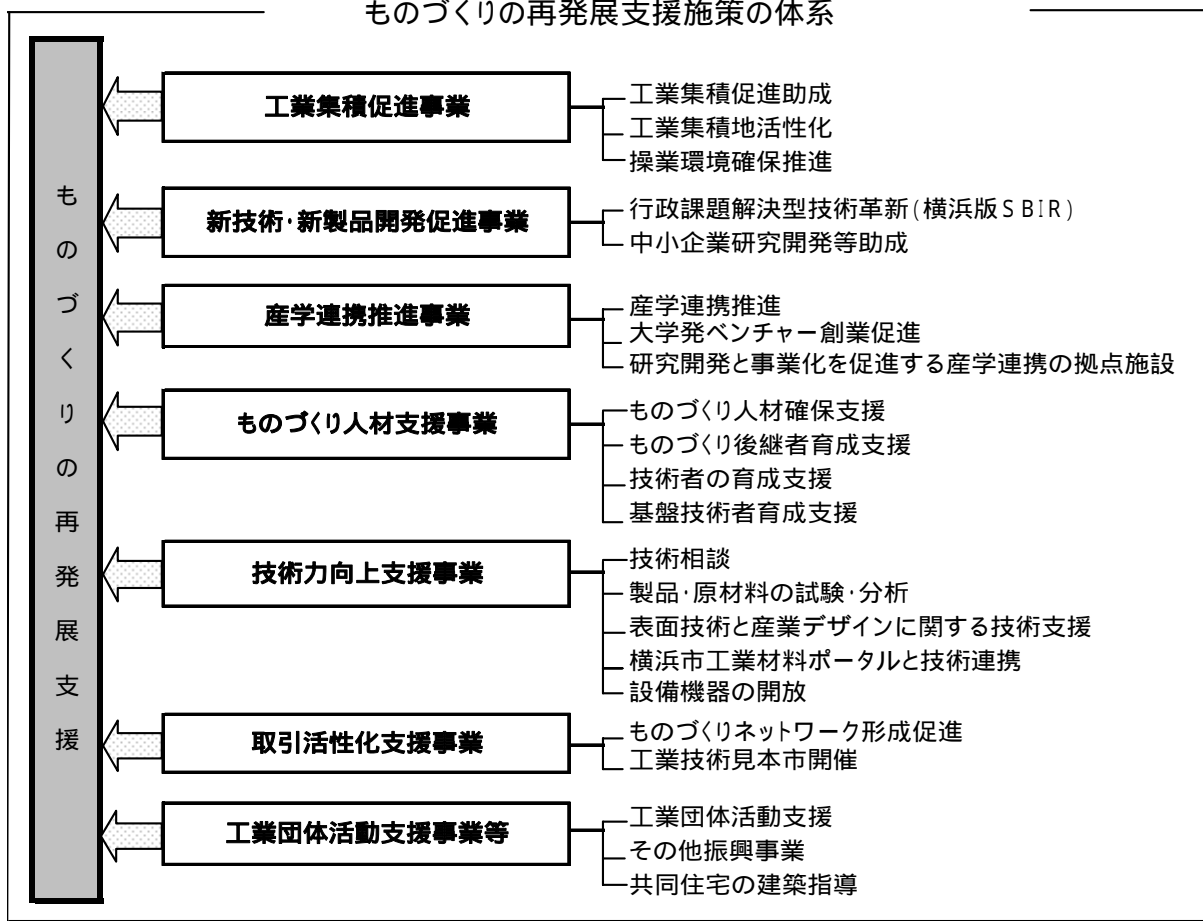 ものづくりの再発展支援施策の体系
ものづくりの再発展支援
工業集積促進事業
工業集積促進助成
工業集積地活性化
操業環境確保推進
新技術・新製品開発促進事業
行政課題解決型技術革新(横浜版SBIR)
中小企業研究開発等助成
産学連携推進事業
産学連携推進
大学発ベンチャー創業促進
研究開発と事業化を促進する産学連携の拠点施設
ものづくり人材支援事業
ものづくり人材確保支援
ものづくり後継者育成支援
技術者の育成支援
基盤技術者育成支援
技術力向上支援事業
技術相談
製品・原材料の試験・分析
表面技術と産業デザインに関する技術支援
横浜市工業材料ポータルと技術連携
設備機器の開放
取引活性化支援事業
ものづくりネットワーク形成促進
工業技術見本市開催
工業団体活動支援事業等
工業団体活動支援
その他振興事業
共同住宅の建築指導